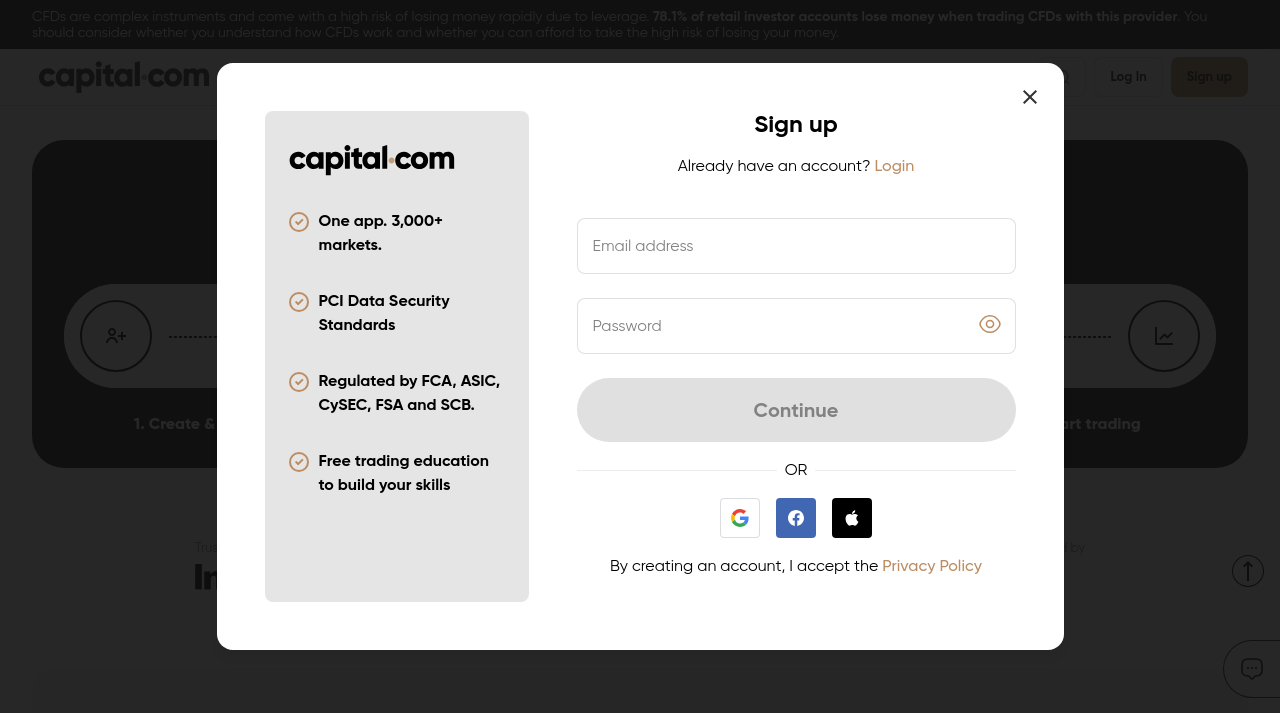 CFDs are complex instruments and come with a high risk of losing money rapidly due to leverage. 78.1% of retail investor accounts lose money when trading CFDs with this provider. You
should consider whether you understand how CFDs work and whether you can afford to take the high risk of losing your money.
capital.com
Log In
Sign up
capital.com
One app. 3,000+
markets.
PCI Data Security
Standards
Regulated by FCA, ASIC,
CySEC, FSA and SCB.
Free trading education
to build your skills
Sign up
Already have an account? Login
Email address
Password
Continue
OR
By creating an account, I accept the Privacy Policy
1. Create &
trading
by